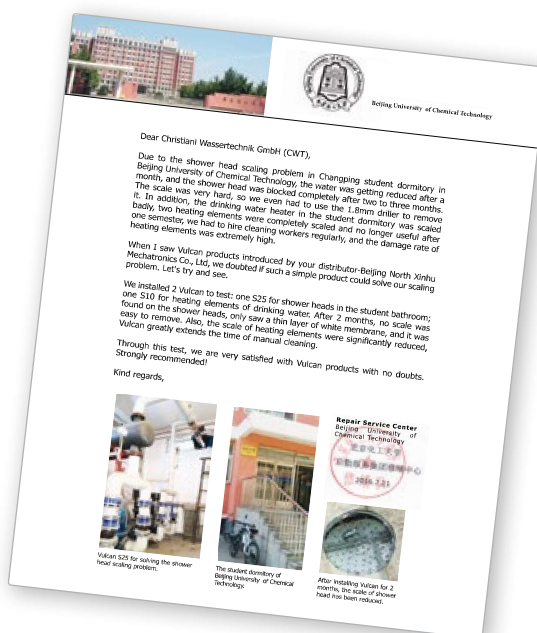 Beijing University of Chemical Technology
Dear Christiani Wassertechnik GmbH (CWT),
Due to the shower head scaling problem in Changping student dormitory in
Beijing University of Chemical Technology, the water was getting reduced after a
month, and the shower head was blocked completely after two to three months.
The scale was very hard, so we even had to use the 1.8mm driller to remove
it. In addition, the drinking water heater in the student dormitory was scaled
badly, two heating elements were completely scaled and no longer useful after
one semester, we had to hire cleaning workers regularly, and the damage rate of
heating elements was extremely high.
When I saw Vulcan products introduced by your distributor-Beijing North Xinhu
Mechatronics Co., Ltd, we doubted if such a simple product could solve our scaling
problem. Let's try and see.
We installed 2 Vulcan to test: one S25 for shower heads in the student bathroom;
one S10 for heating elements of drinking water. After 2 months, no scale was
found on the shower heads, only saw a thin layer of white membrane, and it was
easy to remove. Also, the scale of heating elements were significantly reduced,
Vulcan greatly extends the time of manual cleaning.
Through this test, we are very satisfied with Vulcan products with no doubts.
Strongly recommended!
Kind regards,
Repair Service Center
Beijing University of
Chemical Technology
北京化工大学
2016.7.21
Vulcan S25 for solving the shower
head scaling problem.
The student dormitory of
Beijing University of Chemical
Technology.
After installing Vulcan for 2
months, the scale of shower
head has been reduced.